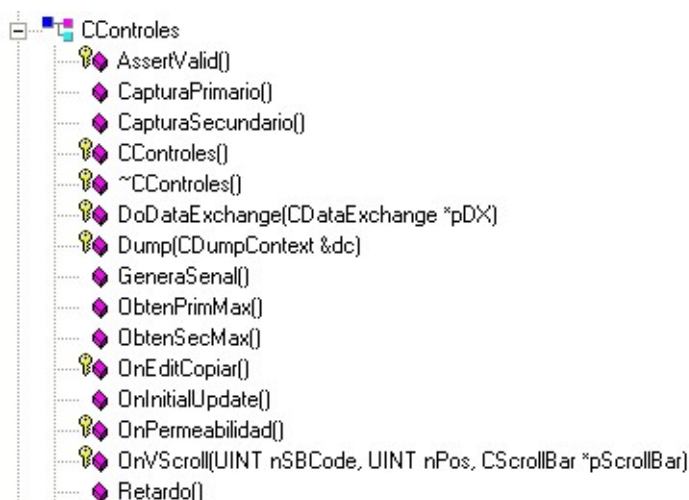 CControles
AssertValid()
CapturaPrimario()
CapturaSecundario()
CControles()
~CControles()
DoDataExchange(CDataExchange *pDX)
Dump(CDumpContext &dc)
GeneraSenal()
ObtenPrimMax()
ObtenSecMax()
OnEditCopiar()
OnInitialUpdate()
OnPermeabilidad()
OnVScroll(UINT nSBCode, UINT nPos, CScrollBar *pScrollBar)
Retardo()